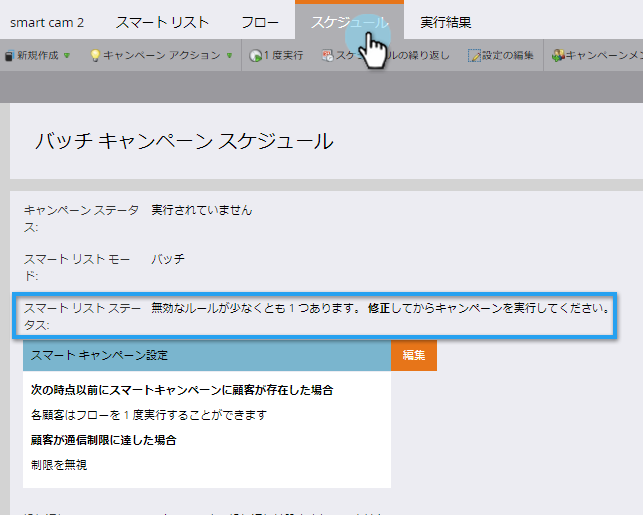 smart cam 2 スマート リスト フロー スケジュール 実行結果
新規作成 キャンペーン アクション 1 度実行 スケジュールの繰り返し 設定の編集 キャンペーンメン
バッチ キャンペーン スケジュール
キャンペーン ステータ 実行されていません
ス:
スマート リスト モー バッチ
ド:
スマート リスト ステー 無効なルールが少なくとも 1 つあります。 修正してからキャンペーンを実行してください。
タス:
スマート キャンペーン設定 編集
次の時点以前にスマートキャンペーンに顧客が存在した場合
各顧客はフローを 1 度実行することができます
顧客が通信制限に達した場合
制限を無視